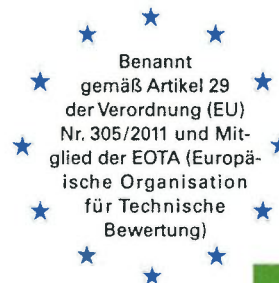 Benannt
gemäß Artikel 29
der Verordnung (EU)
Nr. 305/2011 und Mit-
glied der EOTA (Europä-
ische Organisation
für Technische
Bewertung)